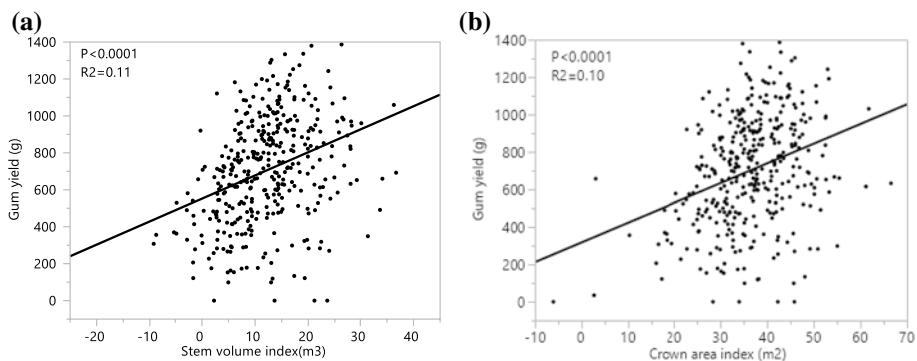 (a)
P<0.0001
R2=0.11
Gum yield (g)
1400
1200
1000
800
600
400
200
0
-20 -10 0 10 20 30 40
Stem volume index(m3)
(b)
P<0.0001
R2=0.10
Gum yield (g)
1400
1200
1000
800
600
400
200
0
-10 0 10 20 30 40 50 60 70
Crown area index (m2)